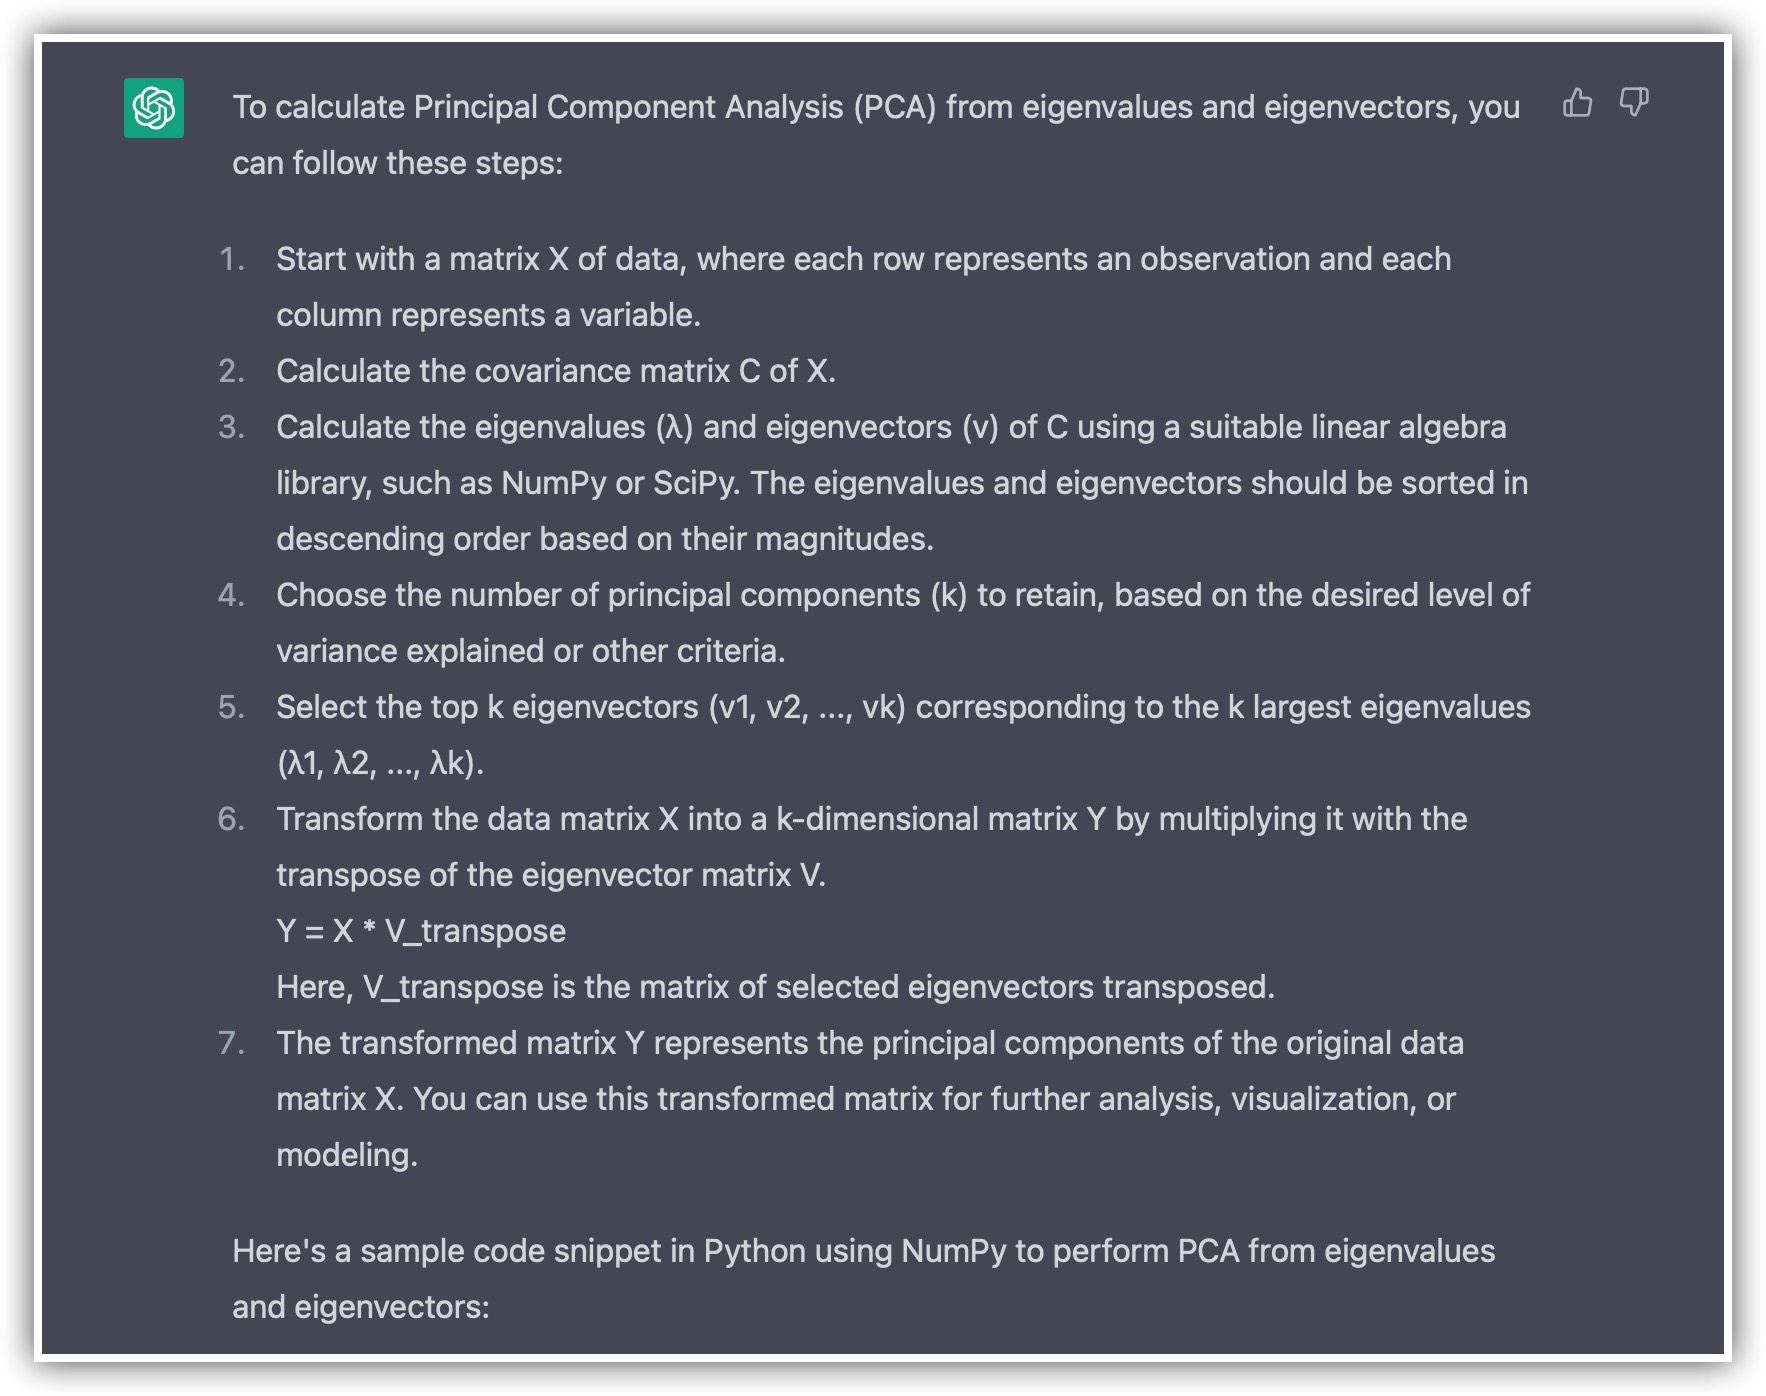 To calculate Principal Component Analysis (PCA) from eigenvalues and eigenvectors, you
can follow these steps:
1. Start with a matrix X of data, where each row represents an observation and each
column represents a variable.
2. Calculate the covariance matrix C of X.
3. Calculate the eigenvalues (λ) and eigenvectors (v) of C using a suitable linear algebra
library, such as NumPy or SciPy. The eigenvalues and eigenvectors should be sorted in
descending order based on their magnitudes.
4. Choose the number of principal components (k) to retain, based on the desired level of
variance explained or other criteria.
5. Select the top k eigenvectors (v1, v2, ..., vk) corresponding to the k largest eigenvalues
(λ1, λ2, ..., λk).
6. Transform the data matrix X into a k-dimensional matrix Y by multiplying it with the
transpose of the eigenvector matrix V.
Y = X * V_transpose
Here, V_transpose is the matrix of selected eigenvectors transposed.
7. The transformed matrix Y represents the principal components of the original data
matrix X. You can use this transformed matrix for further analysis, visualization, or
modeling.
Here's a sample code snippet in Python using NumPy to perform PCA from eigenvalues
and eigenvectors: